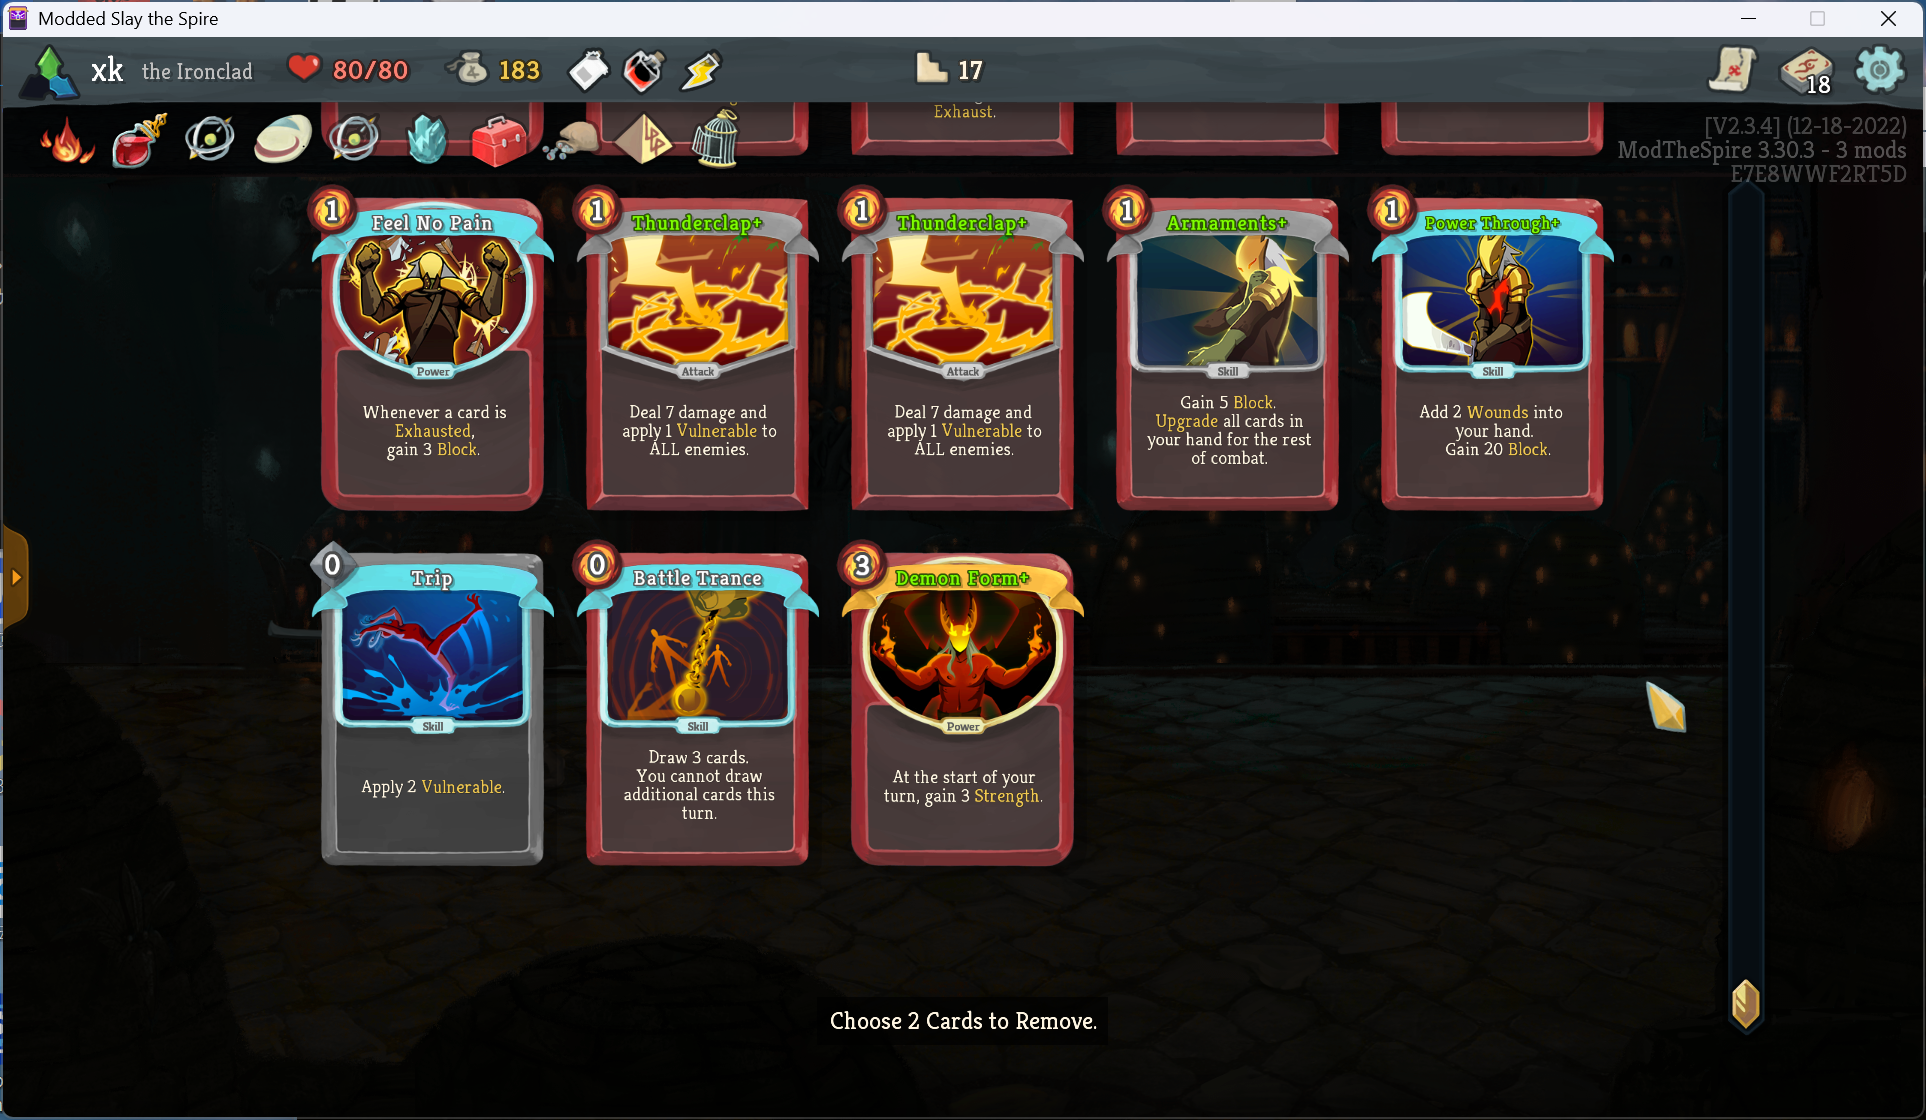 Modded Slay the Spire
xk the Ironclad 80/80 183 17 18
Exhaust.
[V2.3.4] (12-18-2022)
ModTheSpire 3.30.3 - 3 mods
E7E8WWF2RT5D
1
Feel No Pain
Power
Whenever a card is
Exhausted,
gain 3 Block.
1
Thunderclap+
Attack
Deal 7 damage and
apply 1 Vulnerable to
ALL enemies.
1
Thunderclap+
Attack
Deal 7 damage and
apply 1 Vulnerable to
ALL enemies.
1
Armaments+
Skill
Gain 5 Block.
Upgrade all cards in
your hand for the rest
of combat.
1
Power Through+
Skill
Add 2 Wounds into
your hand.
Gain 20 Block.
0
Trip
Skill
Apply 2 Vulnerable.
0
Battle Trance
Skill
Draw 3 cards.
You cannot draw
additional cards this
turn.
3
Demon Form+
Power
At the start of your
turn, gain 3 Strength.
Choose 2 Cards to Remove.